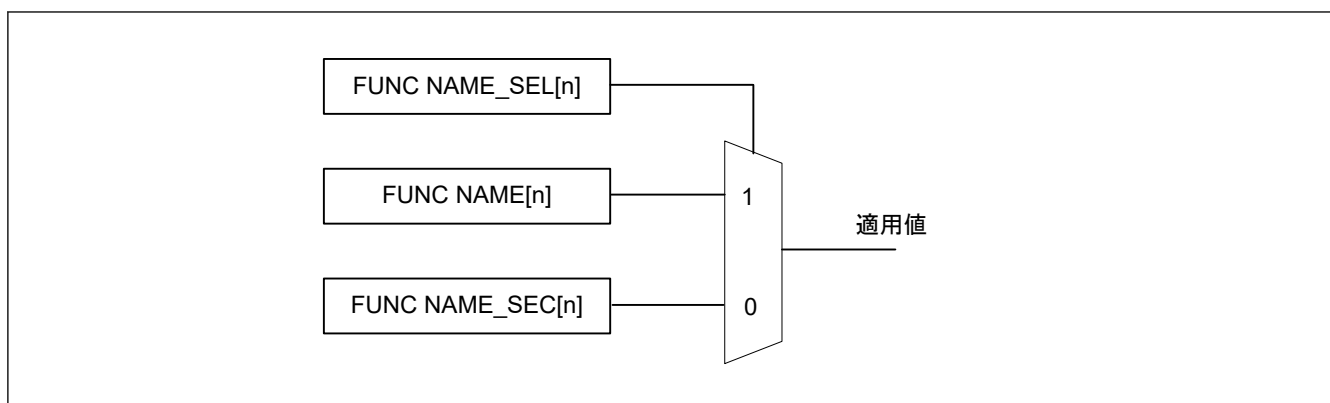 FUNC NAME_SEL[n]
FUNC NAME[n]
1
適用値
FUNC NAME_SEC[n]
0